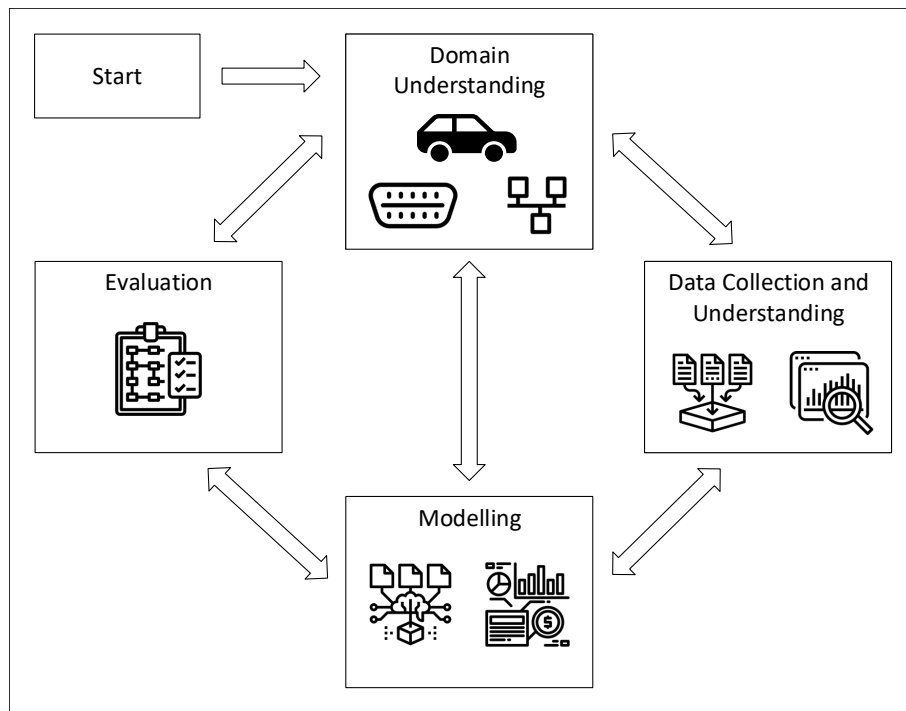 Start
Domain
Understanding
Evaluation
Data Collection and
Understanding
Modelling
$